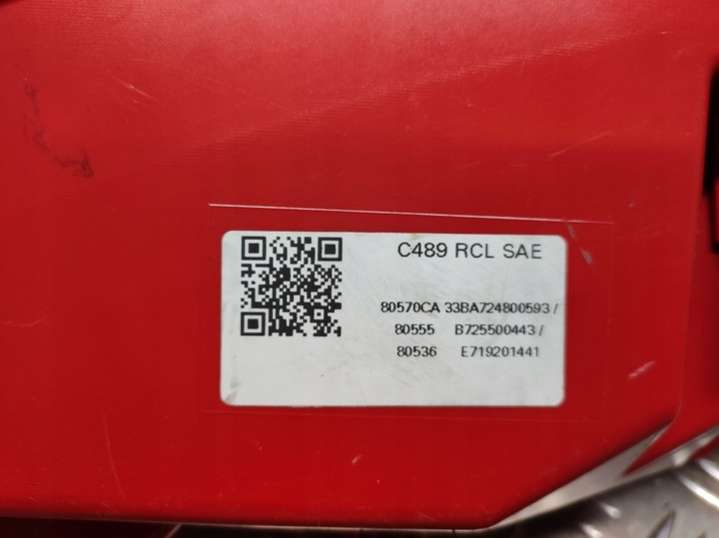 C489 RCL SAE
80570CA 33BA724800593 /
80555 B725500443 /
80536 E719201441